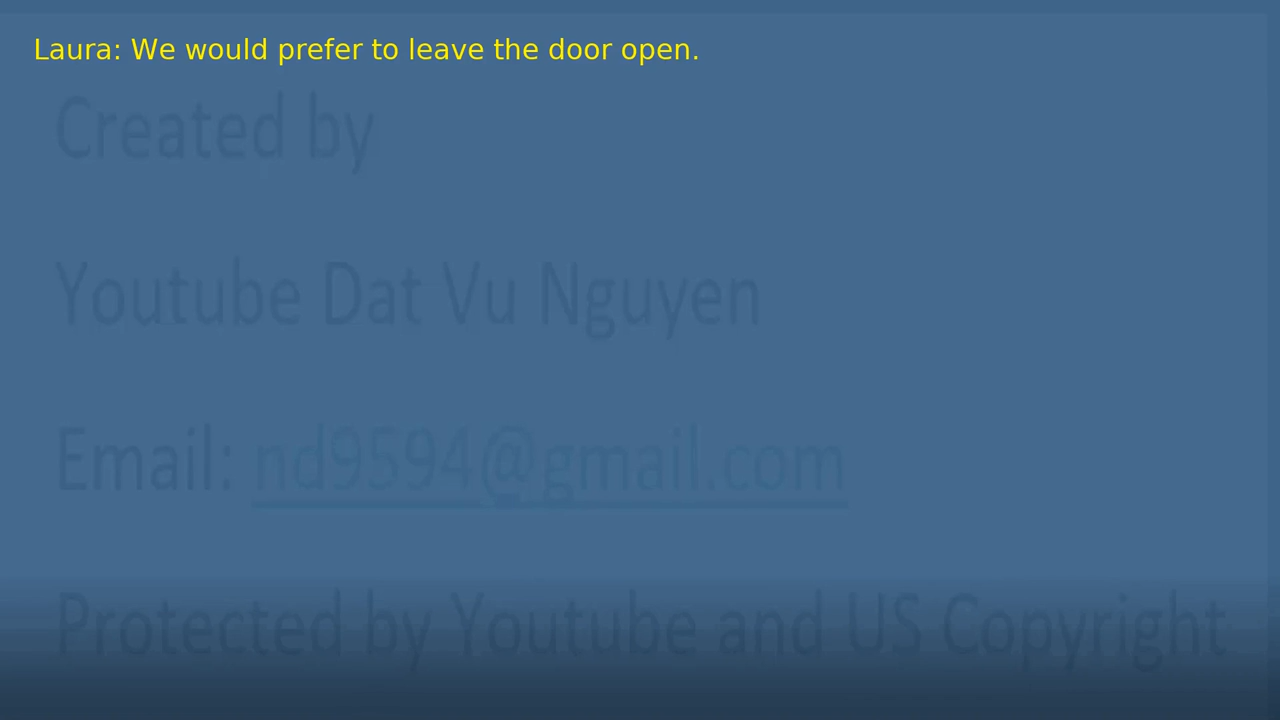 Laura: We would prefer to leave the door open.
Created by
Youtube Dat Vu Nguyen
Email: nd9594@gmail.com
Protected by Youtube and US Copyright